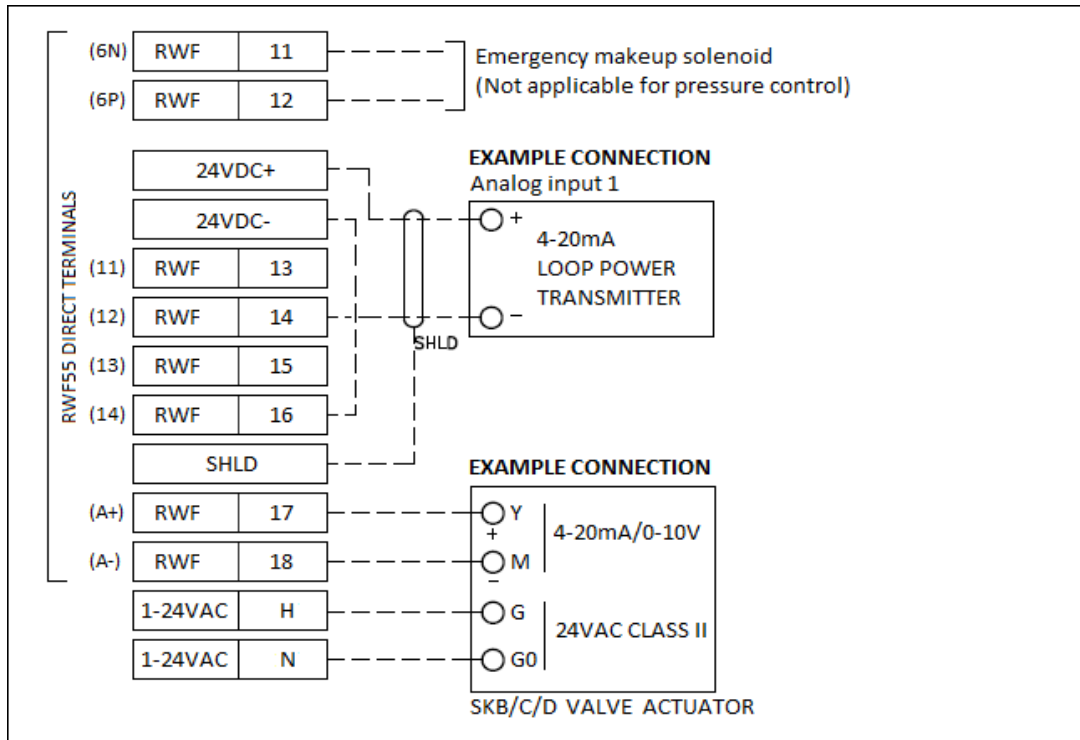 (6N) RWF 11
(6P) RWF 12
Emergency makeup solenoid
(Not applicable for pressure control)
RWF55 DIRECT TERMINALS
24VDC+
24VDC-
(11) RWF 13
(12) RWF 14
(13) RWF 15
(14) RWF 16
SHLD
(A+) RWF 17
(A-) RWF 18
1-24VAC H
1-24VAC N
EXAMPLE CONNECTION
Analog input 1
+
4-20mA
LOOP POWER
TRANSMITTER
–
SHLD
EXAMPLE CONNECTION
Y
+
4-20mA/0-10V
M
–
G
24VAC CLASS II
G0
SKB/C/D VALVE ACTUATOR